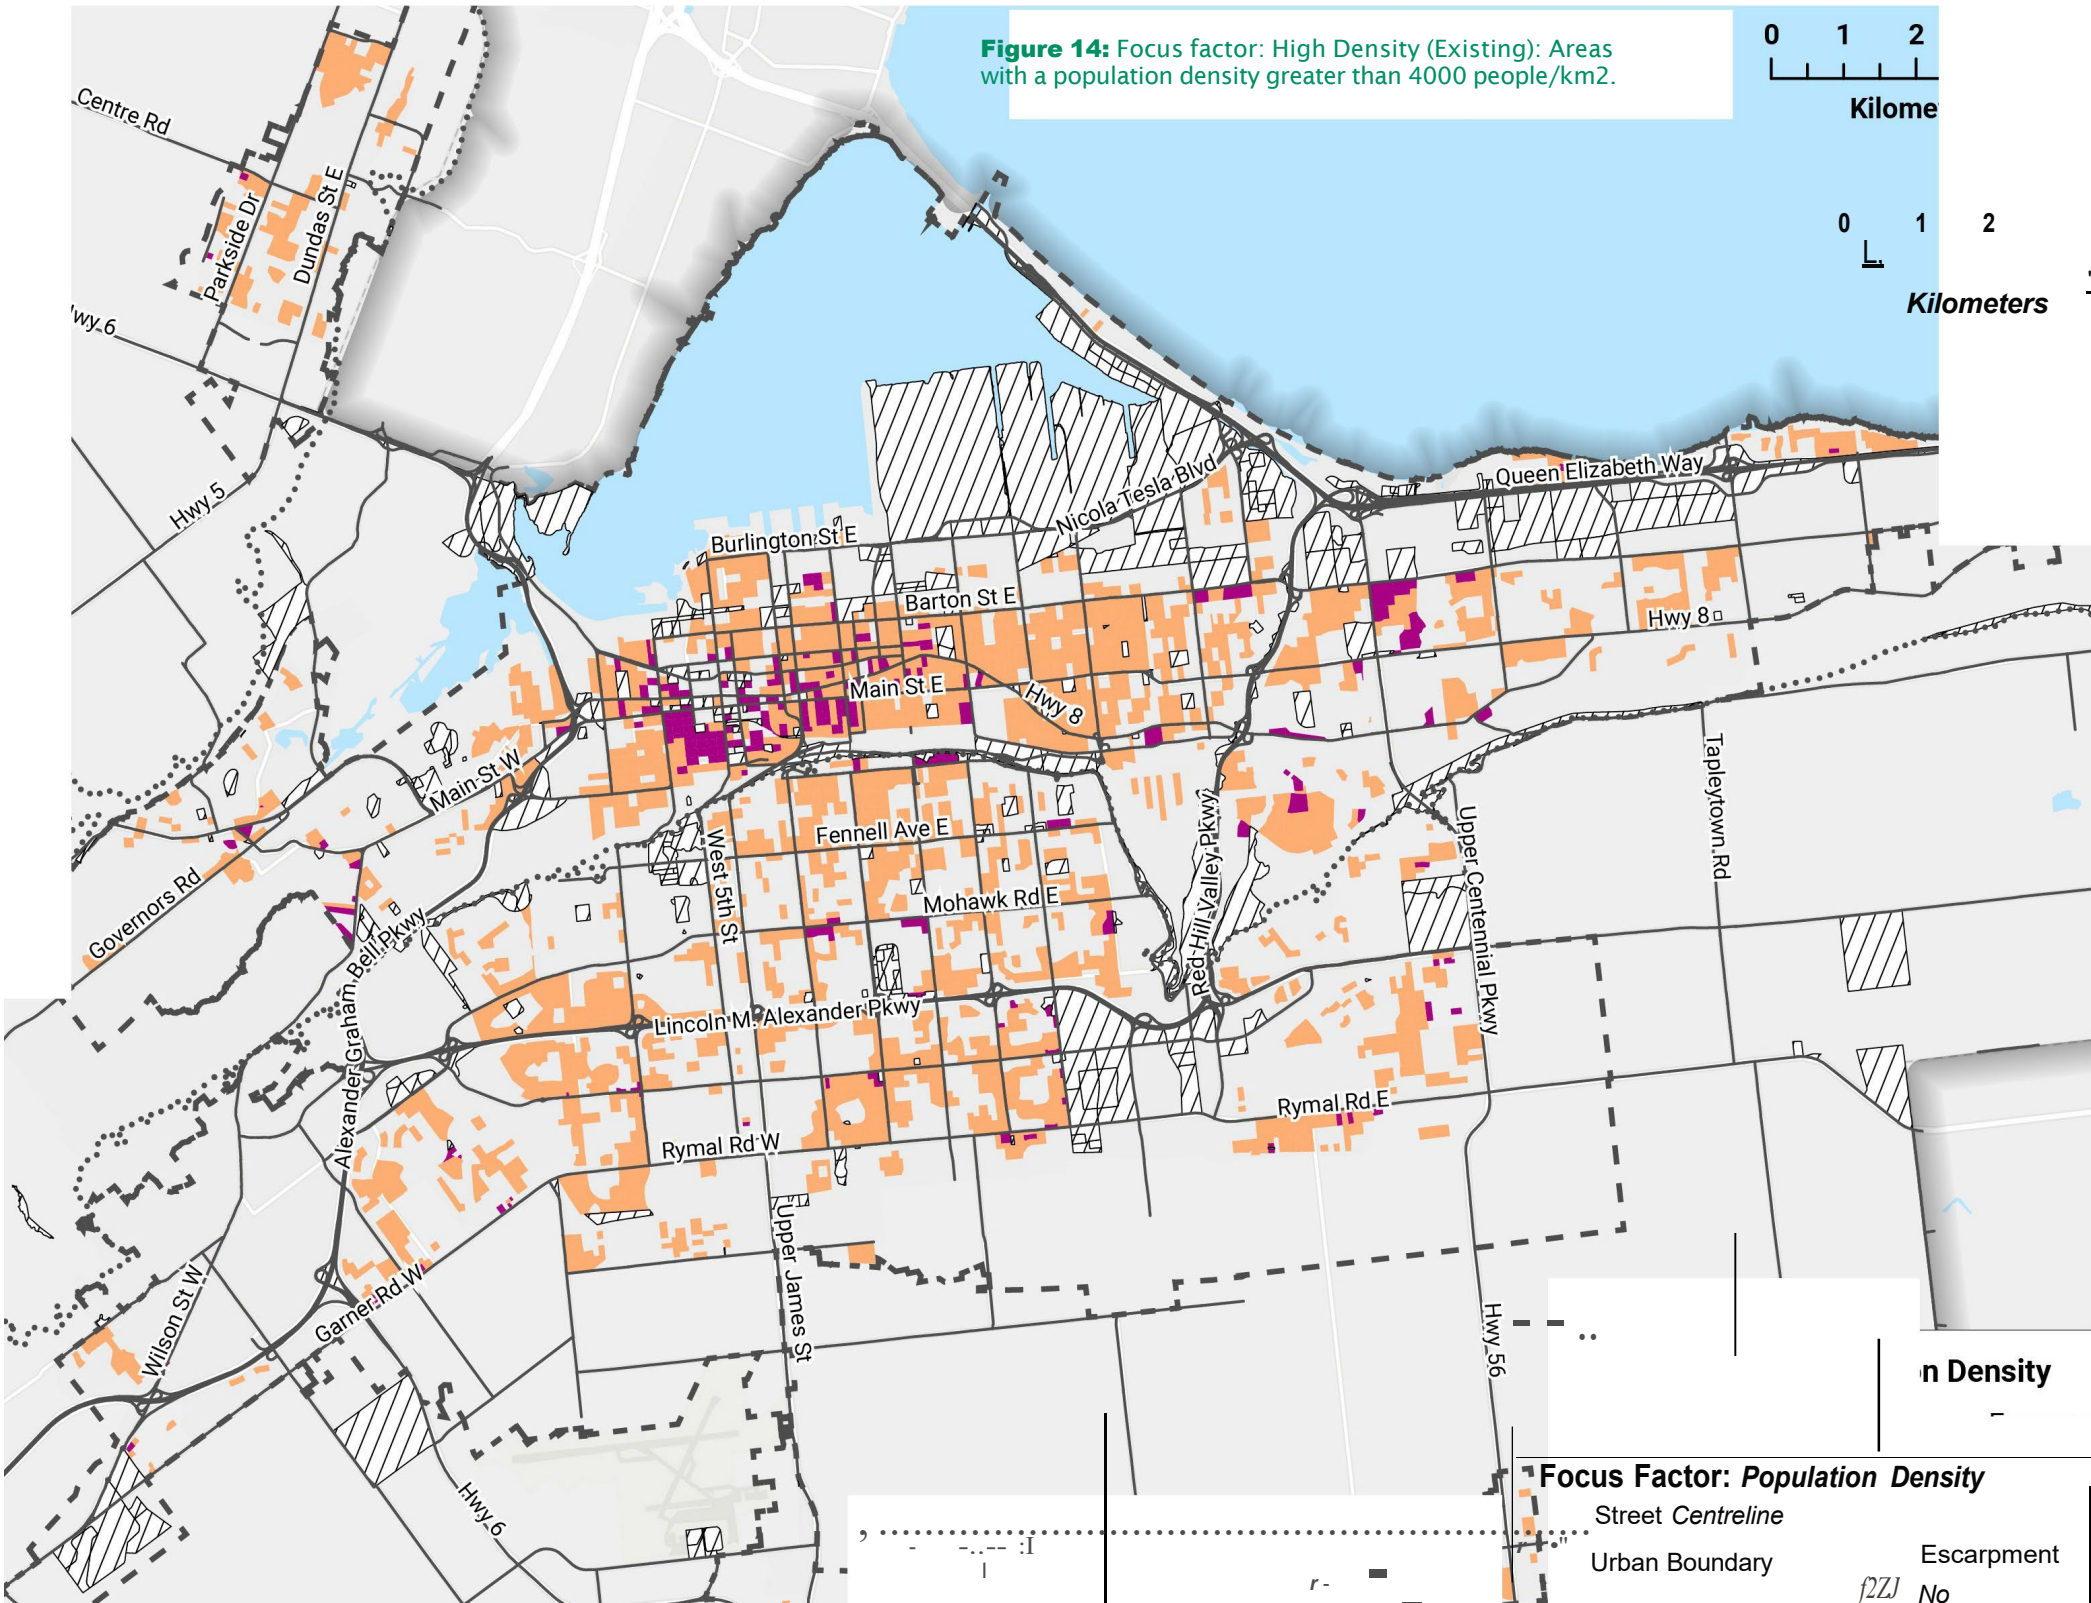 Figure 14: Focus factor: High Density (Existing): Areas
with a population density greater than 4000 people/km2.
0 1 2
Kilome
0 1 2
Kilometers
Centre Rd
Parkside Dr
Dundas St E
wy 6
Hwy 5
Queen Elizabeth Way
Nicola Tesla Blvd
Burlington St E
Barton St E
Hwy 8
Main St E
Hwy 8
Main St W
Tapleytown Rd
Fennell Ave E
West 5th St
Red Hill Valley Pkwy
Upper Centennial Pkwy
Governors Rd
Mohawk Rd E
Alexander Graham Bell Pkwy
Lincoln M. Alexander Pkwy
Rymal Rd E
Rymal Rd W
Upper James St
Wilson St W
Garner Rd W
Hwy 56
Hwy 6
n Density
Focus Factor: Population Density
Street Centreline
Urban Boundary
Escarpment
f2ZJ No